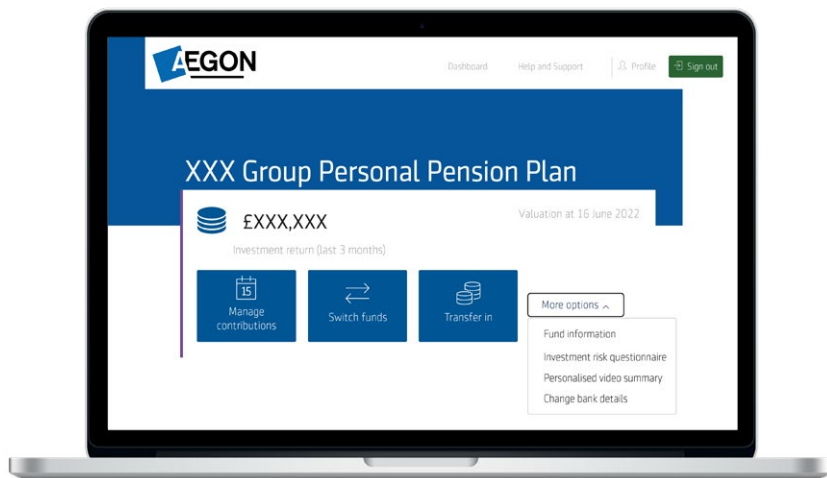 AEGON
Dashboard Help and Support Profile Sign out
XXX Group Personal Pension Plan
£XXX,XXX
Valuation at 16 June 2022
Investment return (last 3 months)
15
Manage
contributions
Switch funds
Transfer in
More options
Fund information
Investment risk questionnaire
Personalised video summary
Change bank details